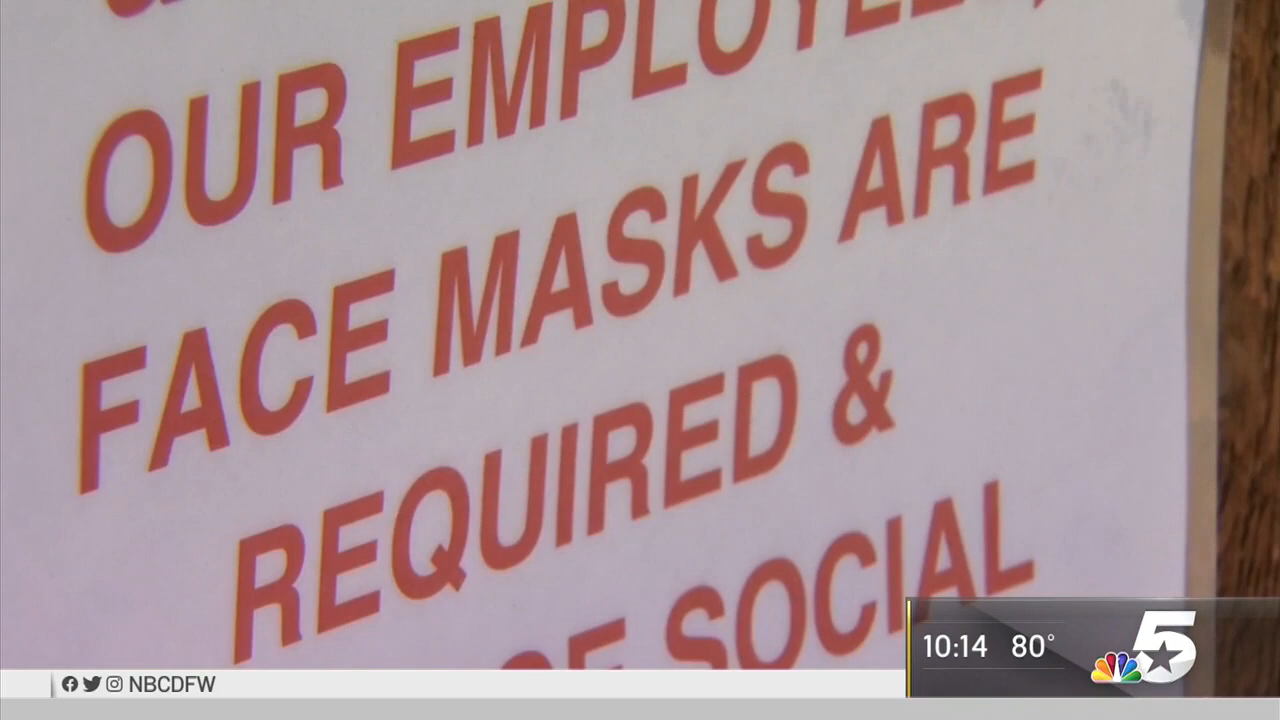 OUR EMPLOYEES,
FACE MASKS ARE
REQUIRED &
SOCIAL
10:14 80°
5
NBCDFW